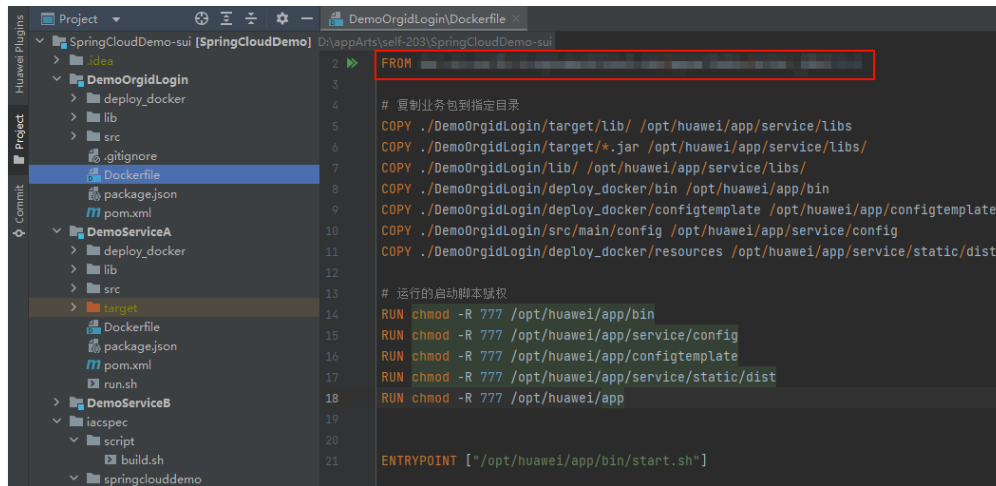 Project
DemoOrgidLogin\Dockerfile
Huawei Plugins
Project
Commit
SpringCloudDemo-sui [SpringCloudDemo] D:\appArts\self-203\SpringCloudDemo-sui
.idea
DemoOrgidLogin
deploy_docker
lib
src
.gitignore
Dockerfile
package.json
pom.xml
DemoServiceA
deploy_docker
lib
src
target
Dockerfile
package.json
pom.xml
run.sh
DemoServiceB
iacspec
script
build.sh
springclouddemo
2 FROM
3
4 # 复制业务包到指定目录
5 COPY ./DemoOrgidLogin/target/lib/ /opt/huawei/app/service/libs
6 COPY ./DemoOrgidLogin/target/*.jar /opt/huawei/app/service/libs/
7 COPY ./DemoOrgidLogin/lib/ /opt/huawei/app/service/libs/
8 COPY ./DemoOrgidLogin/deploy_docker/bin /opt/huawei/app/bin
9 COPY ./DemoOrgidLogin/deploy_docker/configtemplate /opt/huawei/app/configtemplate
10 COPY ./DemoOrgidLogin/src/main/config /opt/huawei/app/service/config
11 COPY ./DemoOrgidLogin/deploy_docker/resources /opt/huawei/app/service/static/dist
12
13 # 运行的启动脚本赋权
14 RUN chmod -R 777 /opt/huawei/app/bin
15 RUN chmod -R 777 /opt/huawei/app/service/config
16 RUN chmod -R 777 /opt/huawei/app/configtemplate
17 RUN chmod -R 777 /opt/huawei/app/service/static/dist
18 RUN chmod -R 777 /opt/huawei/app
19
20
21 ENTRYPOINT ["/opt/huawei/app/bin/start.sh"]